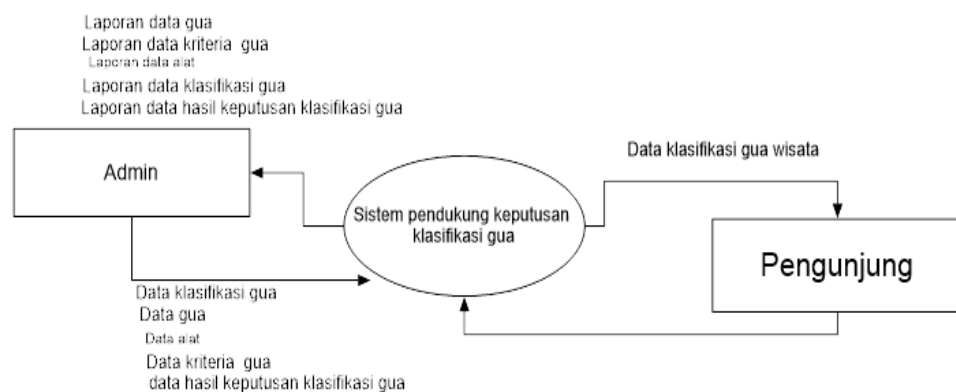 Laporan data gua
Laporan data kriteria gua
Laporan data alat
Laporan data klasifikasi gua
Laporan data hasil keputusan klasifikasi gua
Admin
Data klasifikasi gua wisata
Sistem pendukung keputusan
klasifikasi gua
Pengunjung
Data klasifikasi gua
Data gua
Data alat
Data kriteria gua
data hasil keputusan klasifikasi gua